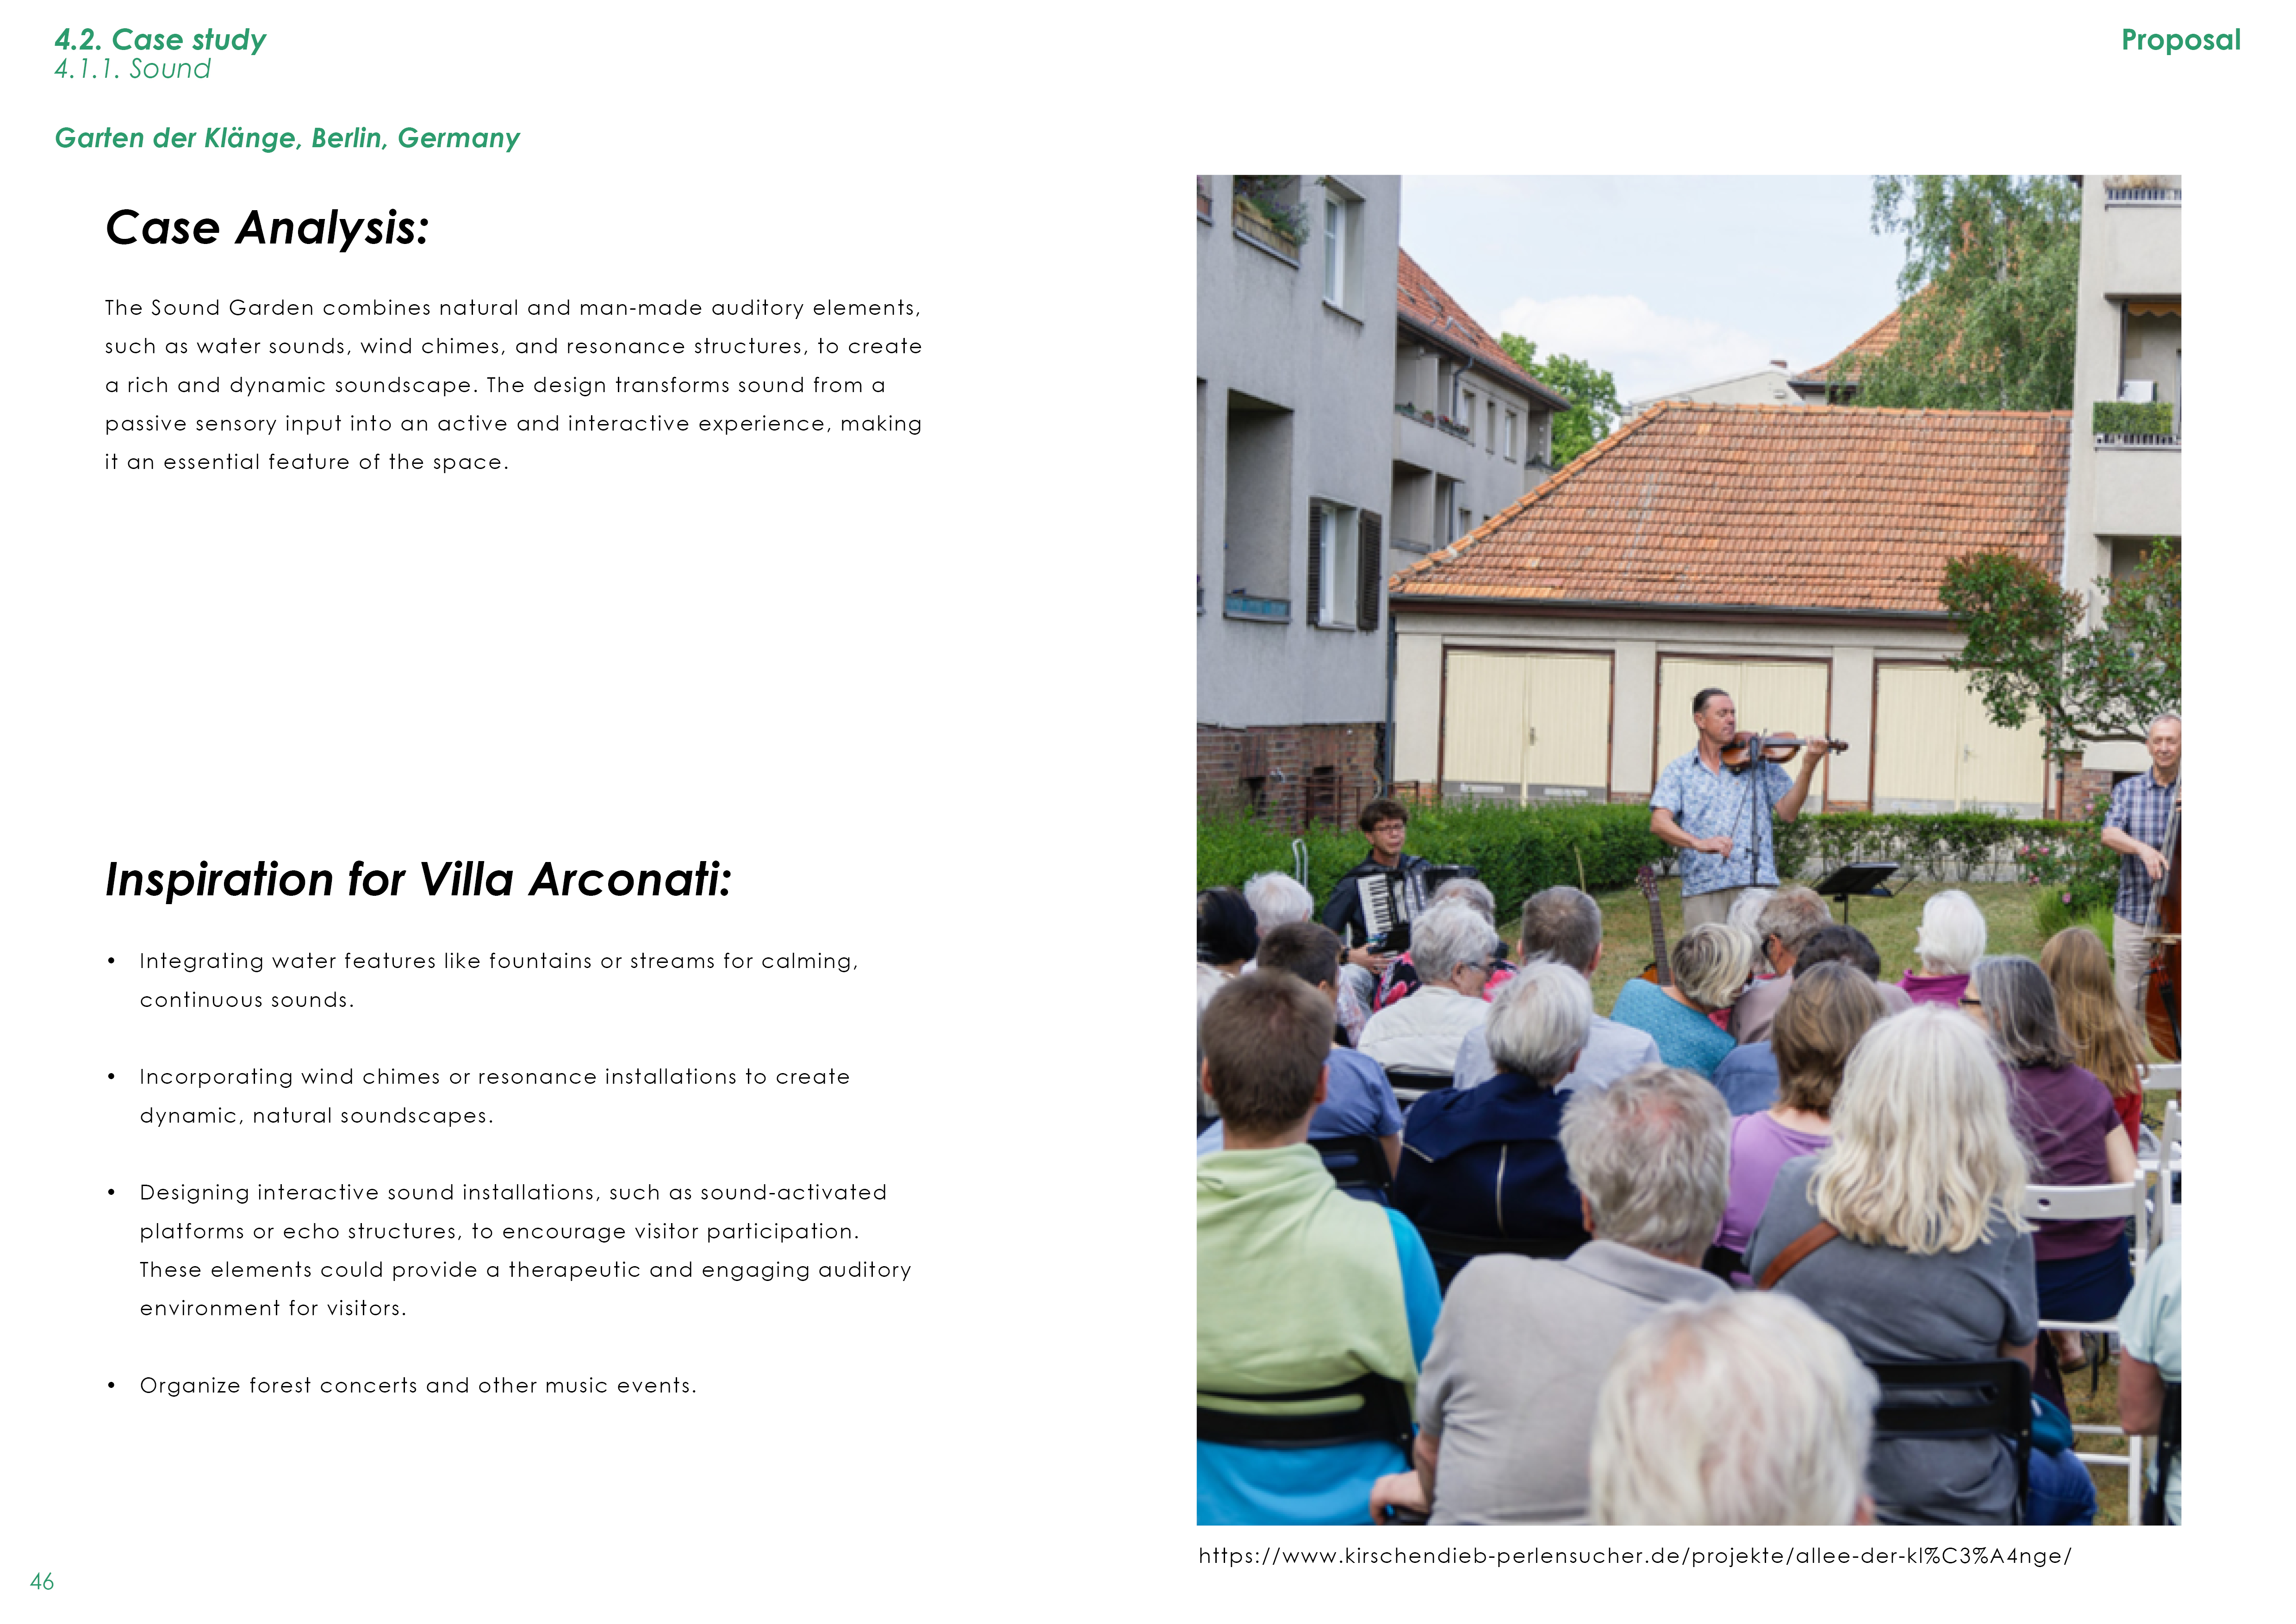 4.2. Case study
4.1.1. Sound
Proposal
Garten der Klänge, Berlin, Germany
Case Analysis:
The Sound Garden combines natural and man-made auditory elements,
such as water sounds, wind chimes, and resonance structures, to create
a rich and dynamic soundscape. The design transforms sound from a
passive sensory input into an active and interactive experience, making
it an essential feature of the space.
Inspiration for Villa Arconati:
• Integrating water features like fountains or streams for calming,
continuous sounds.
• Incorporating wind chimes or resonance installations to create
dynamic, natural soundscapes.
• Designing interactive sound installations, such as sound-activated
platforms or echo structures, to encourage visitor participation.
These elements could provide a therapeutic and engaging auditory
environment for visitors.
• Organize forest concerts and other music events.
https://www.kirschendieb-perlensucher.de/projekte/allee-der-kl%C3%A4nge/
46